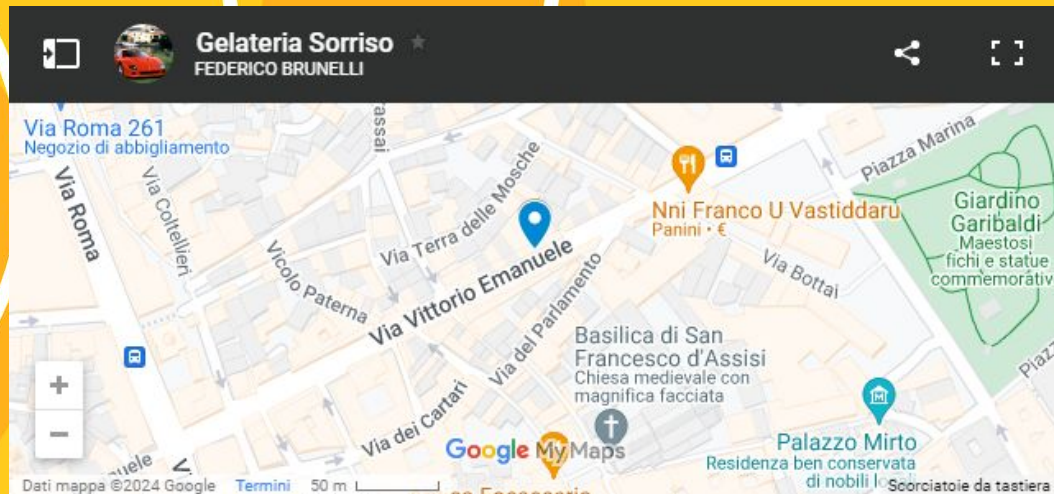 Gelateria Sorriso
FEDERICO BRUNELLI
Via Roma 261
Negozio di abbigliamento
assai
Piazza Marina
Via Roma
Via Coltellieri
Via Terra delle Mosche
Nni Franco U Vastiddaru
Panini • €
Giardino
Garibaldi
Maestosi
fichi e statue
commemorativ
Vicolo Paterna
Via Vittorio Emanuele
Via Bottai
Via del Parlamento
Basilica di San
Francesco d'Assisi
Chiesa medievale con
magnifica facciata
Piaz
+
−
Via dei Cartari
Palazzo Mirto
Residenza ben conservata
di nobili
Google My Maps
nuele
Dati mappa ©2024 Google Termini 50 m
Scorciatoie da tastiera